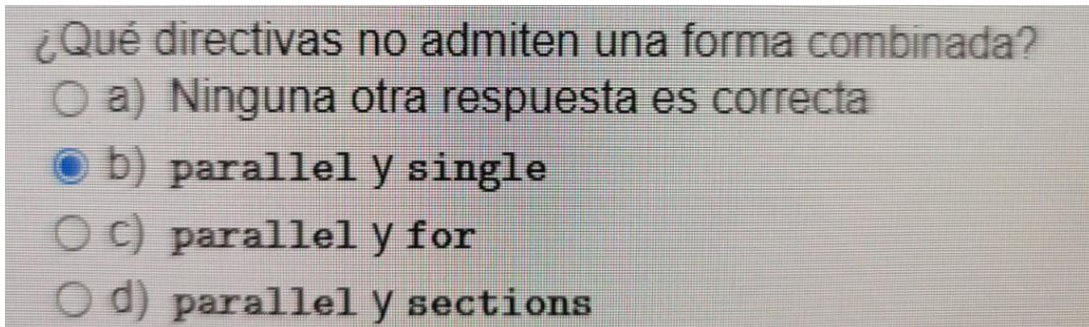 ¿Qué directivas no admiten una forma combinada?
a) Ninguna otra respuesta es correcta
b) parallel y single
c) parallel y for
d) parallel y sections